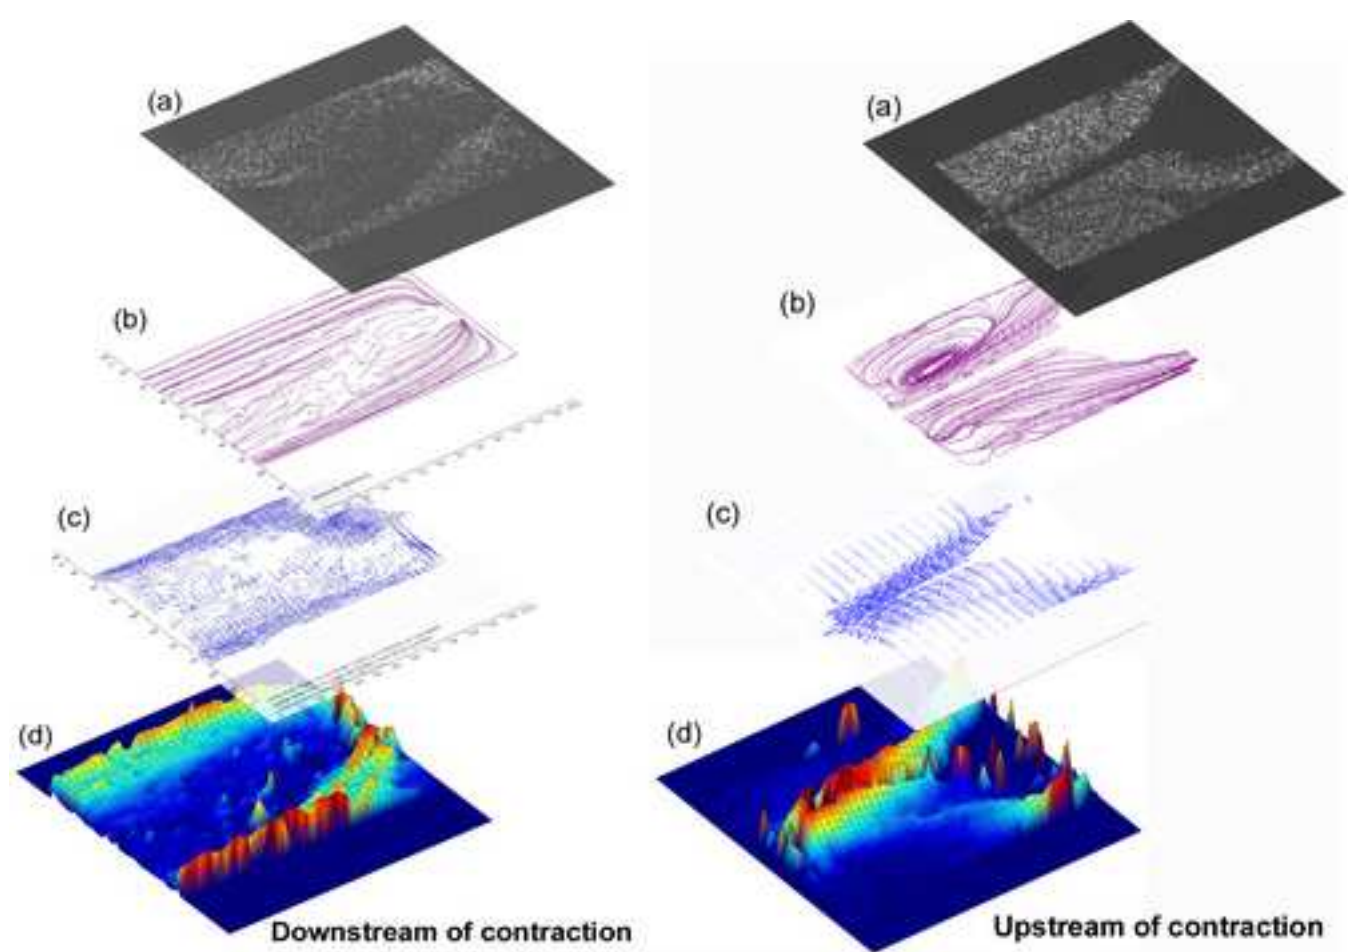 (a)
(a)
(b)
(b)
(c)
(c)
(d)
(d)
Downstream of contraction
Upstream of contraction